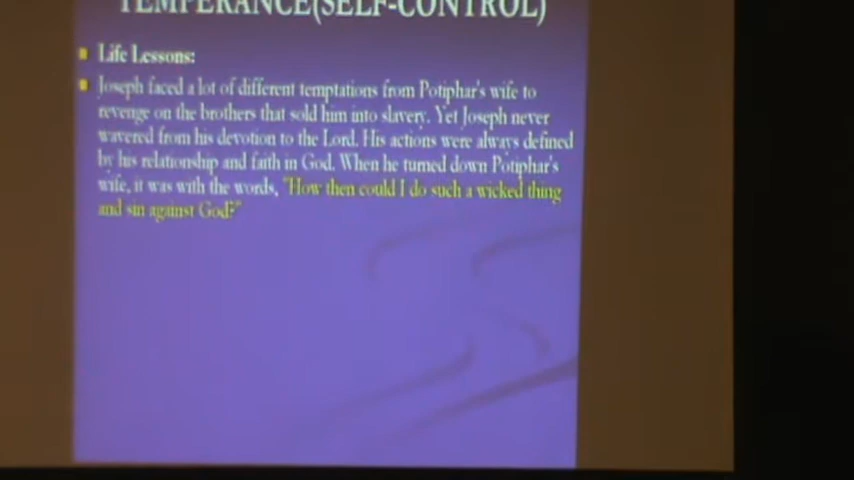 TEMPERANCE(SELF-CONTROL)
Life Lessons:
Joseph faced a lot of different temptations from Potiphar's wife to
revenge on the brothers that sold him into slavery. Yet Joseph never
wavered from his devotion to the Lord. His actions were always defined
by his relationship and faith in God. When he turned down Potiphar's
wife, it was with the words, "How then could I do such a wicked thing
and sin against God?"